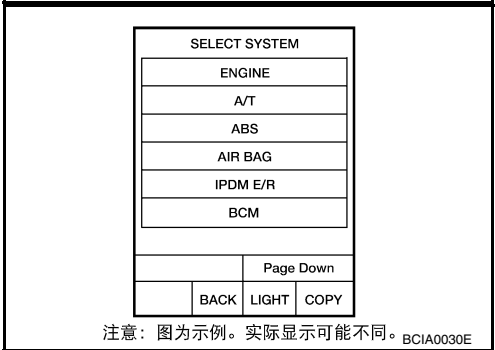 SELECT SYSTEM
ENGINE
A/T
ABS
AIR BAG
IPDM E/R
BCM
Page Down
BACK LIGHT COPY
注意：图为示例。实际显示可能不同。BCIA0030E